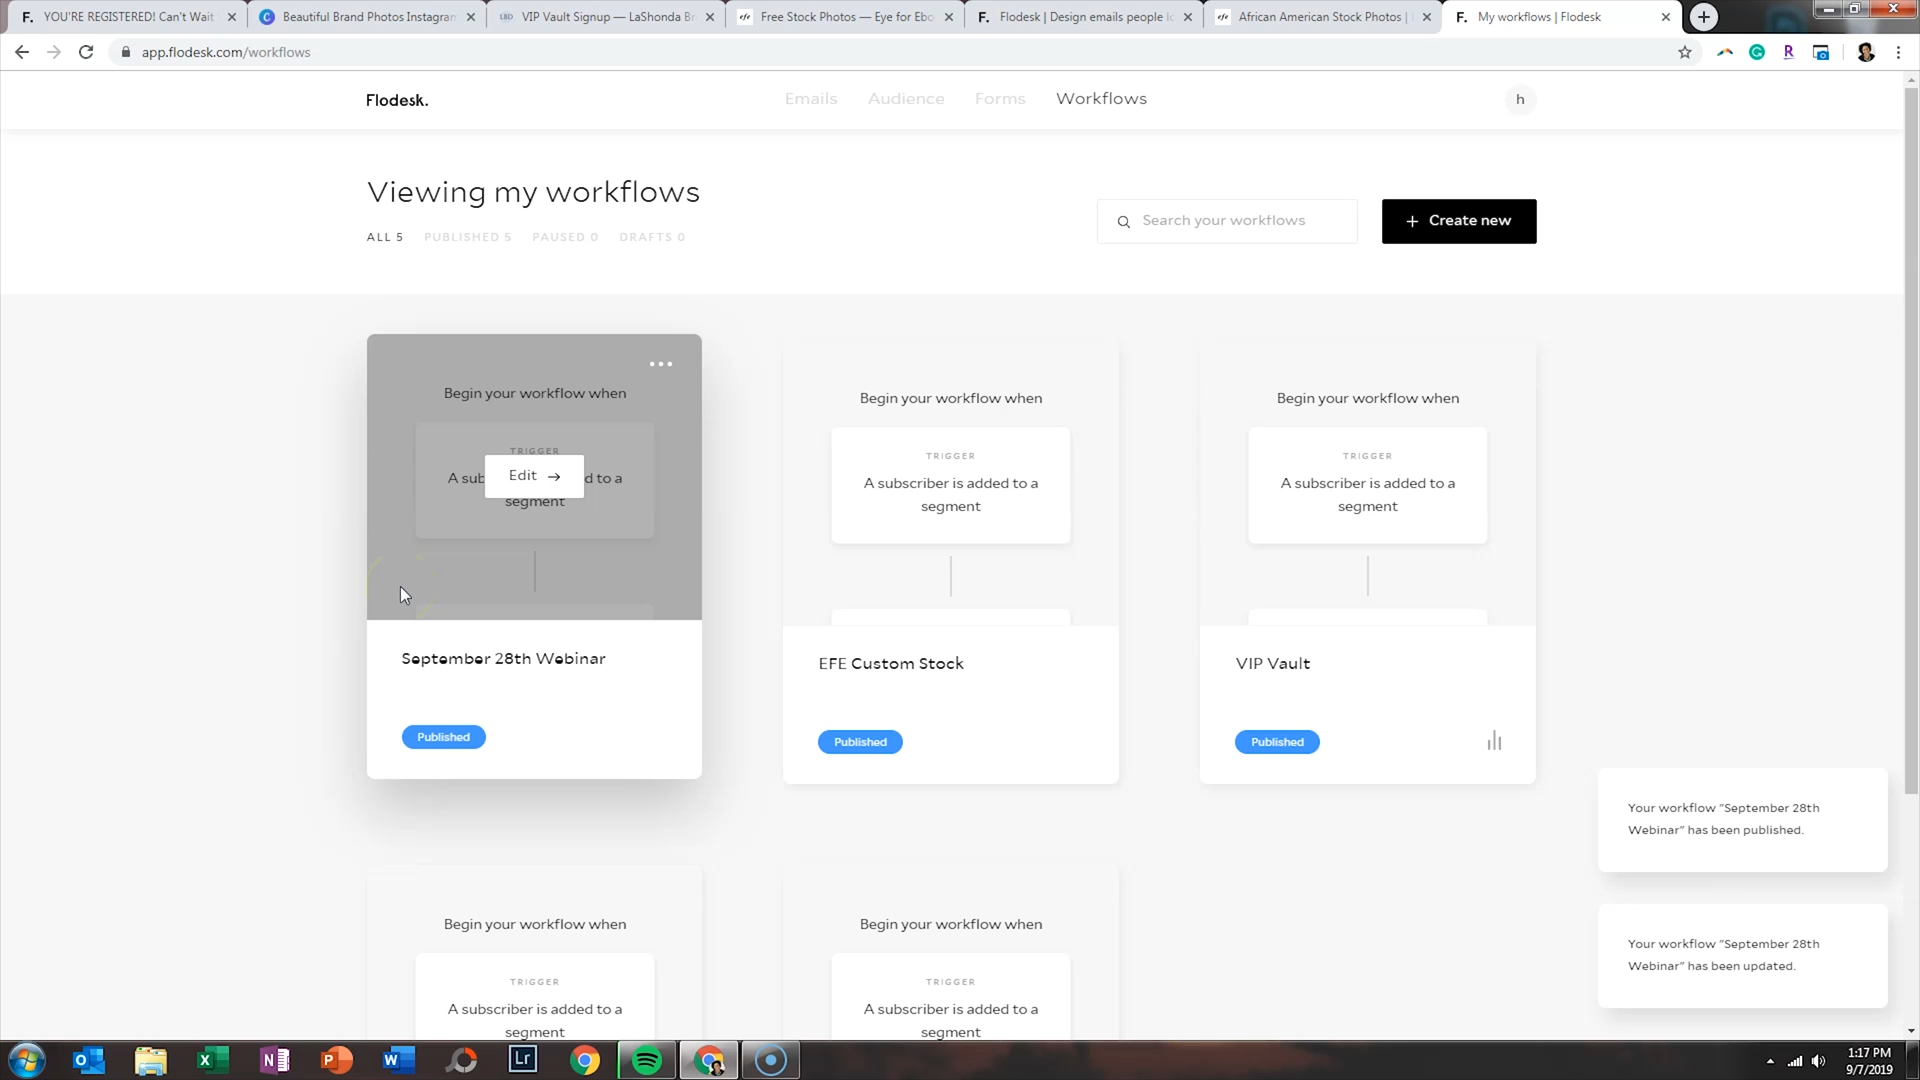 YOU'RE REGISTERED! Can't Wait
Beautiful Brand Photos Instagram
VIP Vault Signup — LaShonda Br
Free Stock Photos — Eye for Ebo
Flodesk | Design emails people lo
African American Stock Photos |
My workflows | Flodesk
app.flodesk.com/workflows
Flodesk.
Emails
Audience
Forms
Workflows
h
Viewing my workflows
ALL 5
PUBLISHED 5
PAUSED 0
DRAFTS 0
Search your workflows
+ Create new
Begin your workflow when
TRIGGER
A sub
d to a
segment
Edit →
September 28th Webinar
Published
Begin your workflow when
TRIGGER
A subscriber is added to a
segment
EFE Custom Stock
Published
Begin your workflow when
TRIGGER
A subscriber is added to a
segment
VIP Vault
Published
Your workflow "September 28th
Webinar" has been published.
Your workflow "September 28th
Webinar" has been updated.
Begin your workflow when
TRIGGER
A subscriber is added to a
segment
Begin your workflow when
TRIGGER
A subscriber is added to a
segment
Lr
1:17 PM
9/7/2019